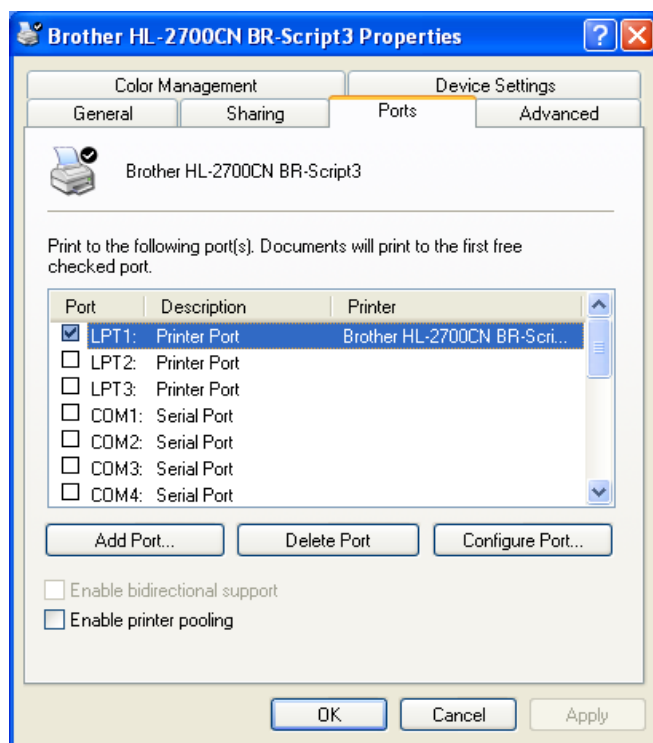 Brother HL-2700CN BR-Script3 Properties
Color Management Device Settings
General Sharing Ports Advanced
Brother HL-2700CN BR-Script3
Print to the following port(s). Documents will print to the first free
checked port.
Port Description Printer
LPT1: Printer Port Brother HL-2700CN BR-Scri...
LPT2: Printer Port
LPT3: Printer Port
COM1: Serial Port
COM2: Serial Port
COM3: Serial Port
COM4: Serial Port
Add Port... Delete Port Configure Port...
Enable bidirectional support
Enable printer pooling
OK Cancel Apply